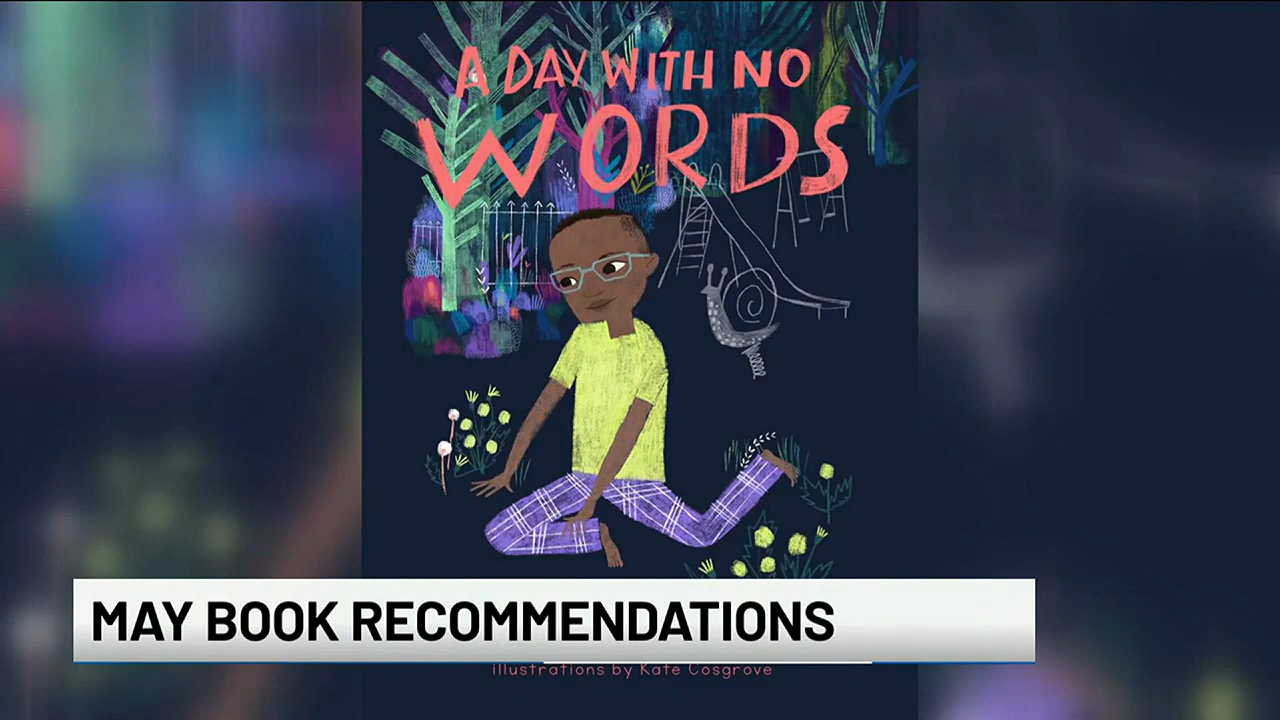 A DAY WITH NO
WORDS
MAY BOOK RECOMMENDATIONS
illustrations by Kate Cosgrove